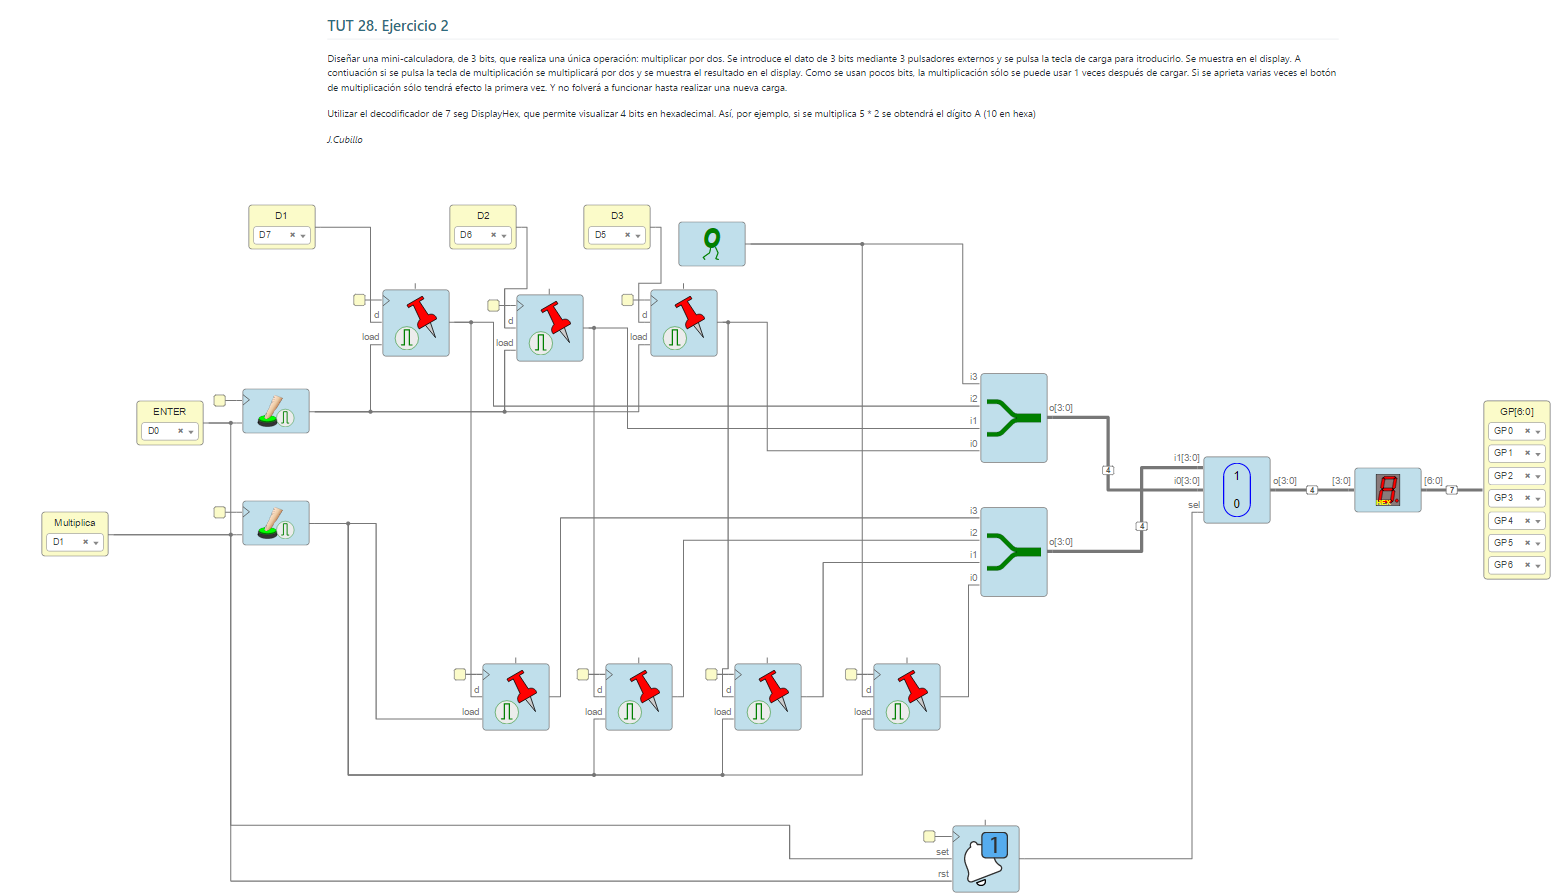 TUT 28. Ejercicio 2
Diseñar una mini-calculadora, de 3 bits, que realiza una única operación: multiplicar por dos. Se introduce el dato de 3 bits mediante 3 pulsadores externos y se pulsa la tecla de carga para itroducirlo. Se muestra en el display. A
contiuación si se pulsa la tecla de multiplicación se multiplicará por dos y se muestra el resultado en el display. Como se usan pocos bits, la multiplicación sólo se puede usar 1 veces después de cargar. Si se aprieta varias veces el botón
de multiplicación sólo tendrá efecto la primera vez. Y no folverá a funcionar hasta realizar una nueva carga.
Utilizar el decodificador de 7 seg DisplayHex, que permite visualizar 4 bits en hexadecimal. Así, por ejemplo, si se multiplica 5 * 2 se obtendrá el dígito A (10 en hexa)
J.Cubillo
D1
D7
D2
D6
D3
D5
0
d
load
d
load
d
load
ENTER
D0
i3
i2
i1
i0
o[3:0]
4
GP[6:0]
GP0
GP1
GP2
GP3
GP4
GP5
GP6
i1[3:0]
i0[3:0]
sel
1
0
o[3:0]
4
[3:0]
HEX
[6:0]
7
Multiplica
D1
i3
i2
i1
i0
o[3:0]
4
d
load
d
load
d
load
d
load
set
rst
1